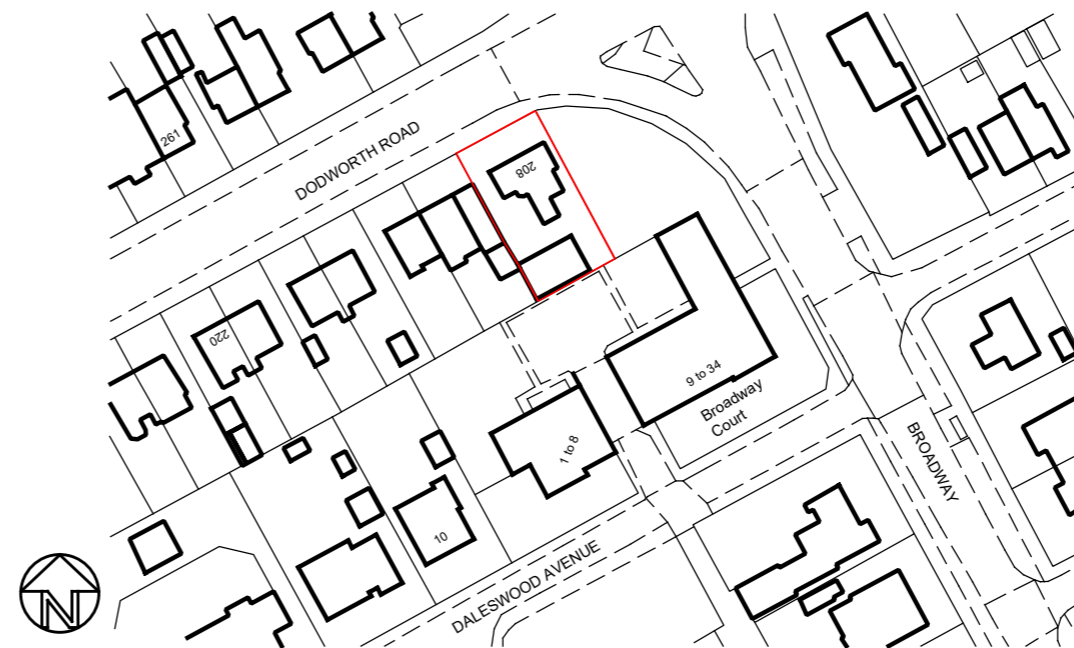 261
DODWORTH ROAD
208
220
9 to 34
Broadway
Court
1 to 8
BROADWAY
10
DALESWOOD AVENUE
N